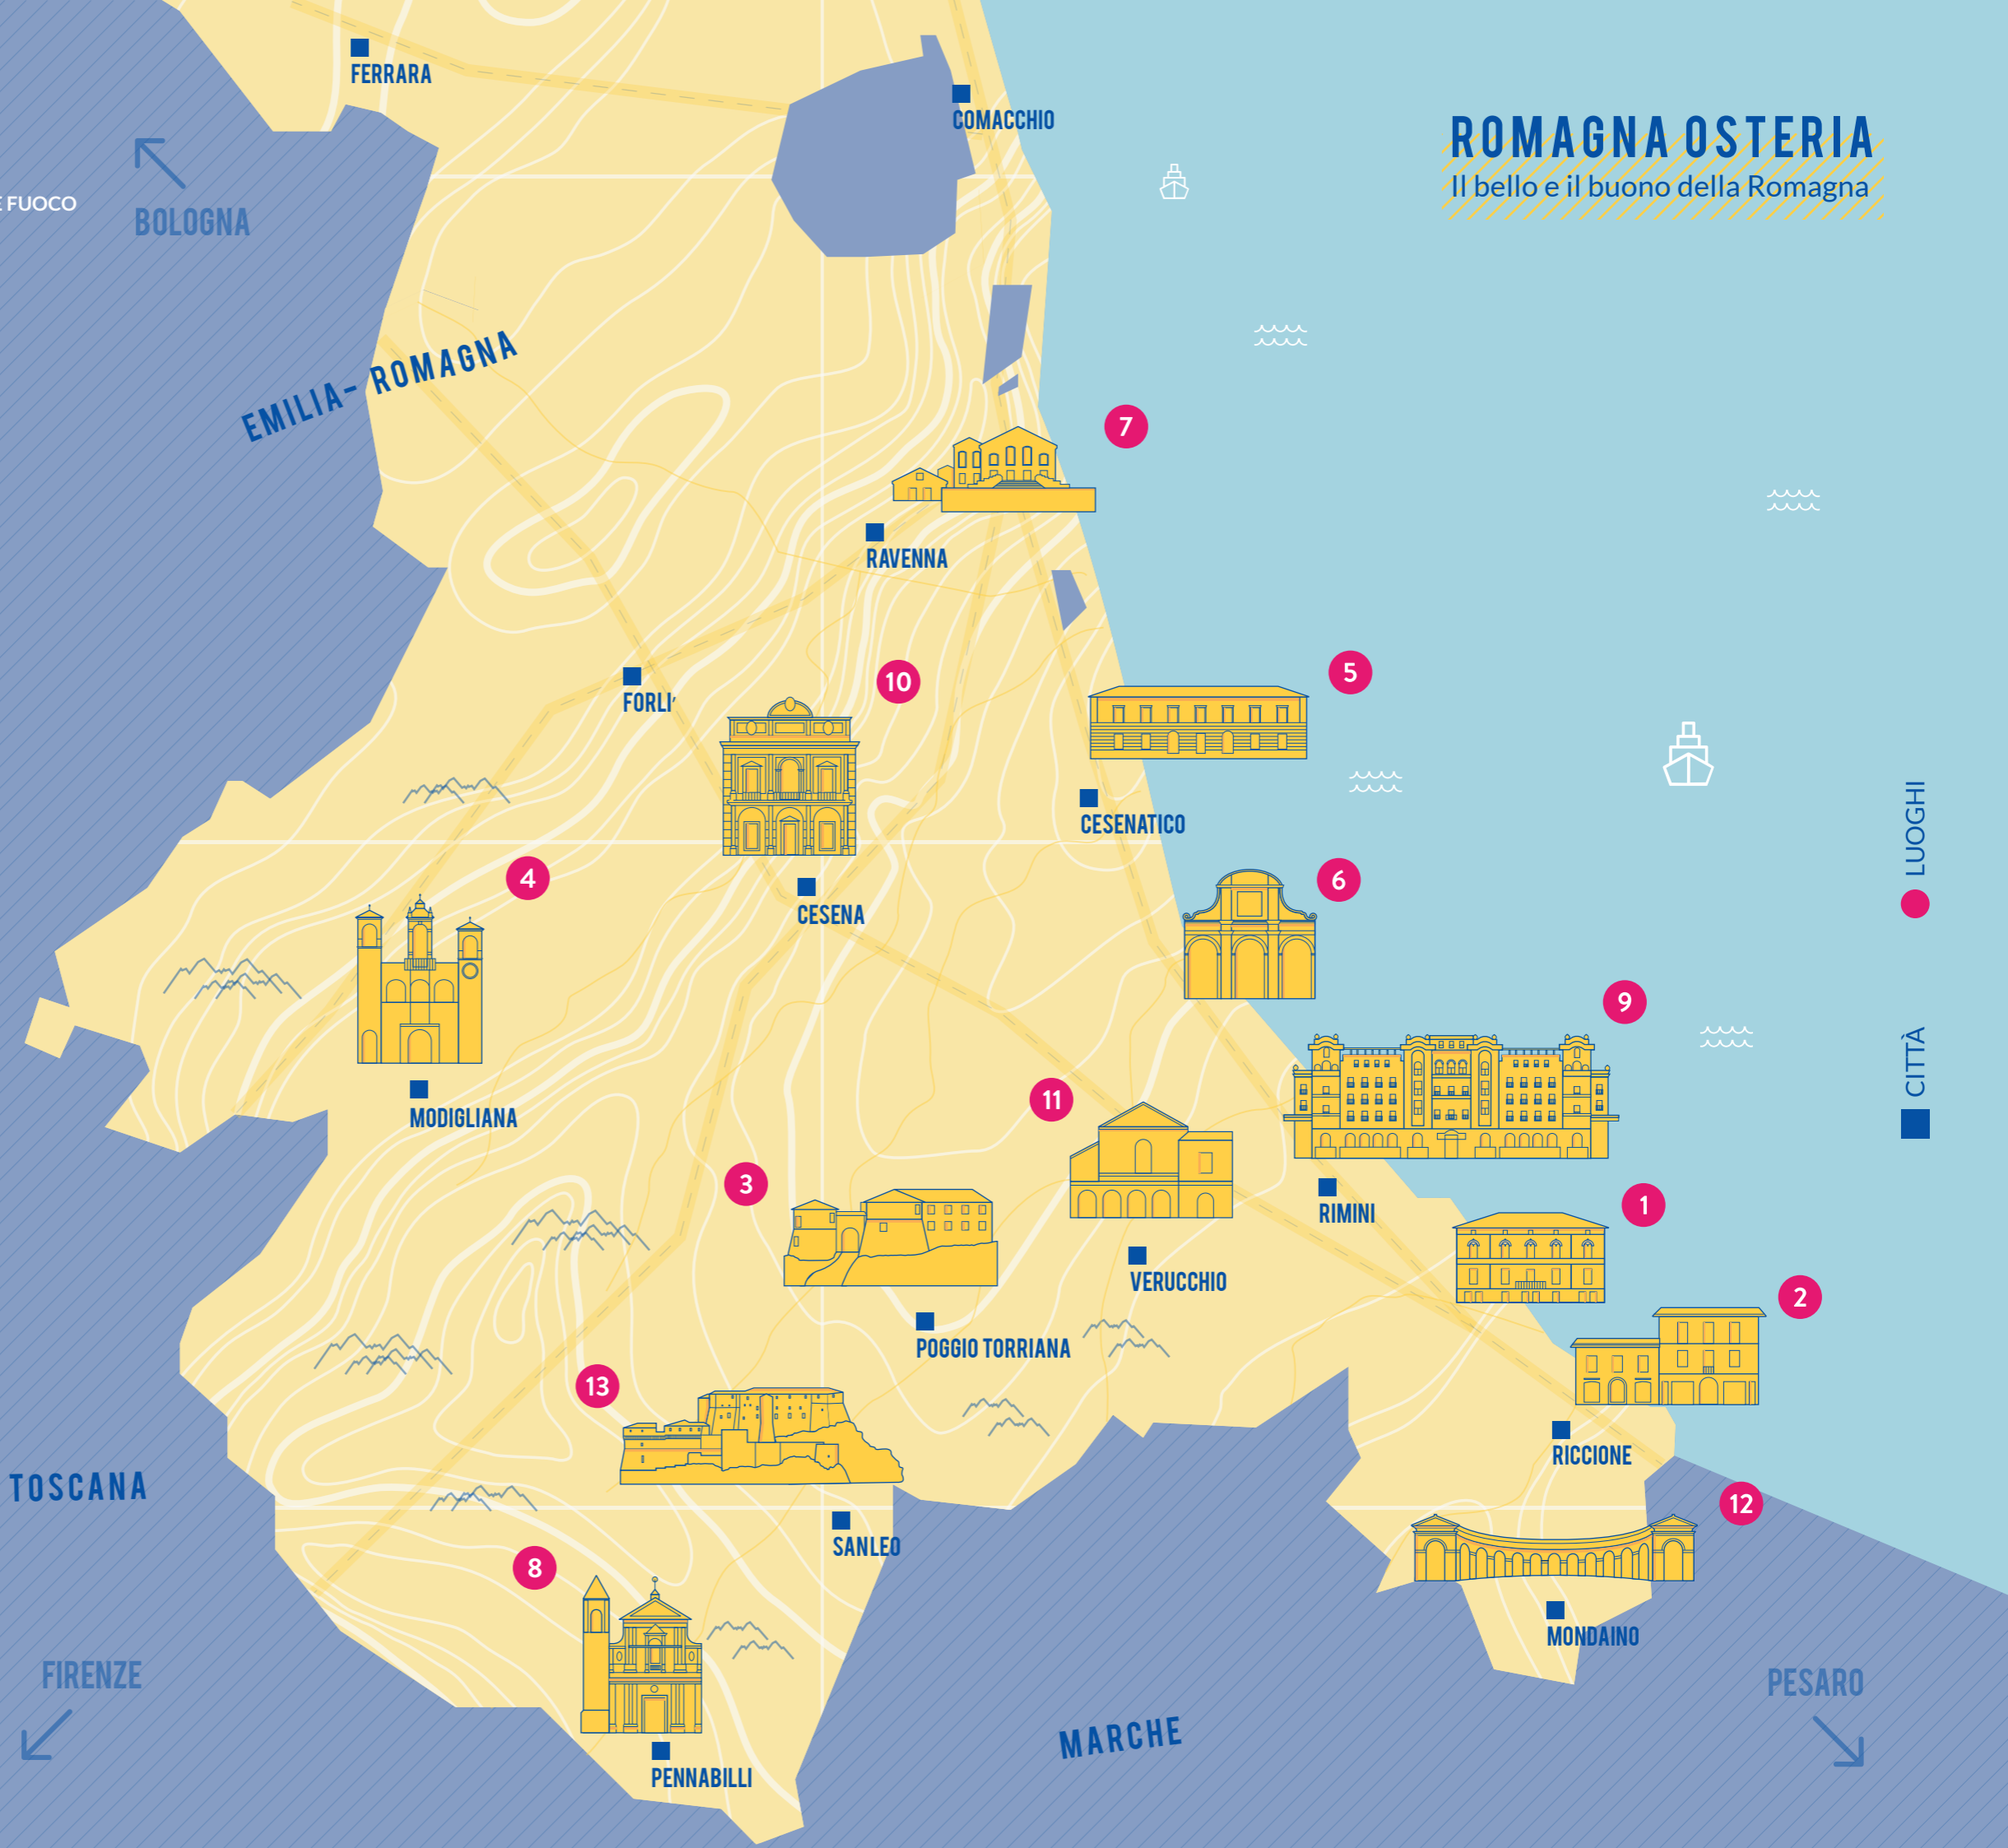 FERRARA
COMACCHIO
ROMAGNA OSTERIA
Il bello e il buono della Romagna
E FUOCO
BOLOGNA
EMILIA- ROMAGNA
7
RAVENNA
5
10
FORLI'
CESENATICO
LUOGHI
4
6
CESENA
9
CITTÀ
11
MODIGLIANA
3
RIMINI
1
VERUCCHIO
2
POGGIO TORRIANA
13
RICCIONE
TOSCANA
12
SANLEO
8
MONDAINO
FIRENZE
PESARO
MARCHE
PENNABILLI